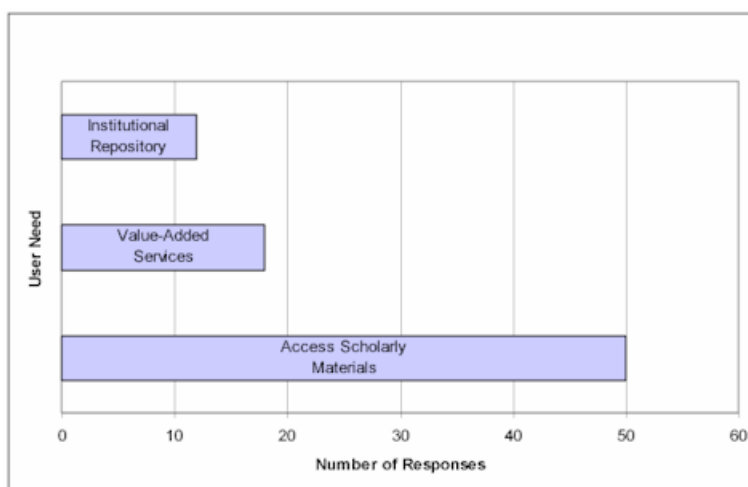 Institutional
Repository
Value-Added
Services
Access Scholarly
Materials
User Need
0 10 20 30 40 50 60
Number of Responses